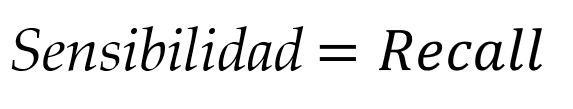 Sensibilidad = Recall